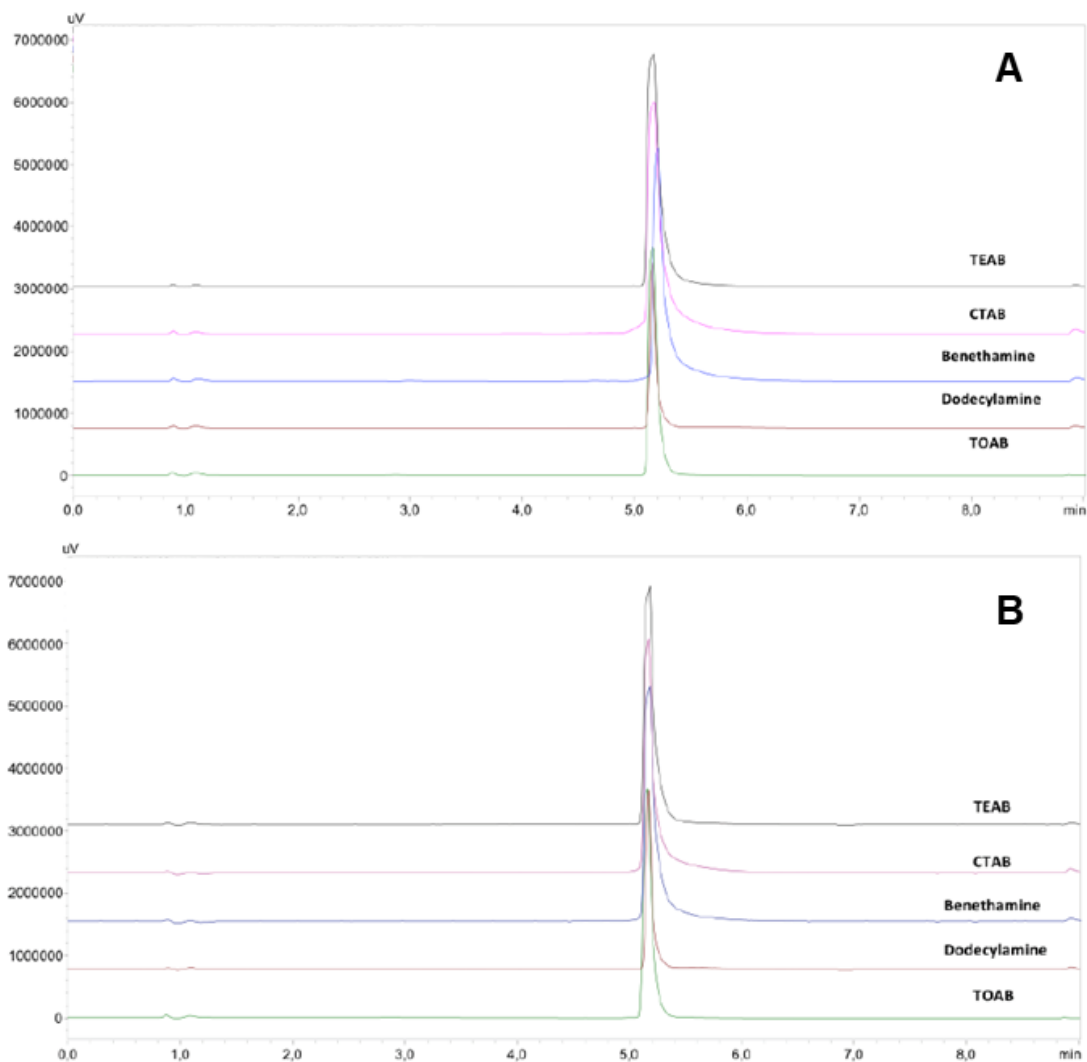 uV
7000000
A
6000000
5000000
4000000
TEAB
3000000
CTAB
2000000
Benethamine
Dodecylamine
1000000
TOAB
0
0,0 1,0 2,0 3,0 4,0 5,0 6,0 7,0 8,0 min
uV
7000000
B
6000000
5000000
4000000
TEAB
3000000
CTAB
2000000
Benethamine
Dodecylamine
1000000
TOAB
0
0,0 1,0 2,0 3,0 4,0 5,0 6,0 7,0 8,0 min